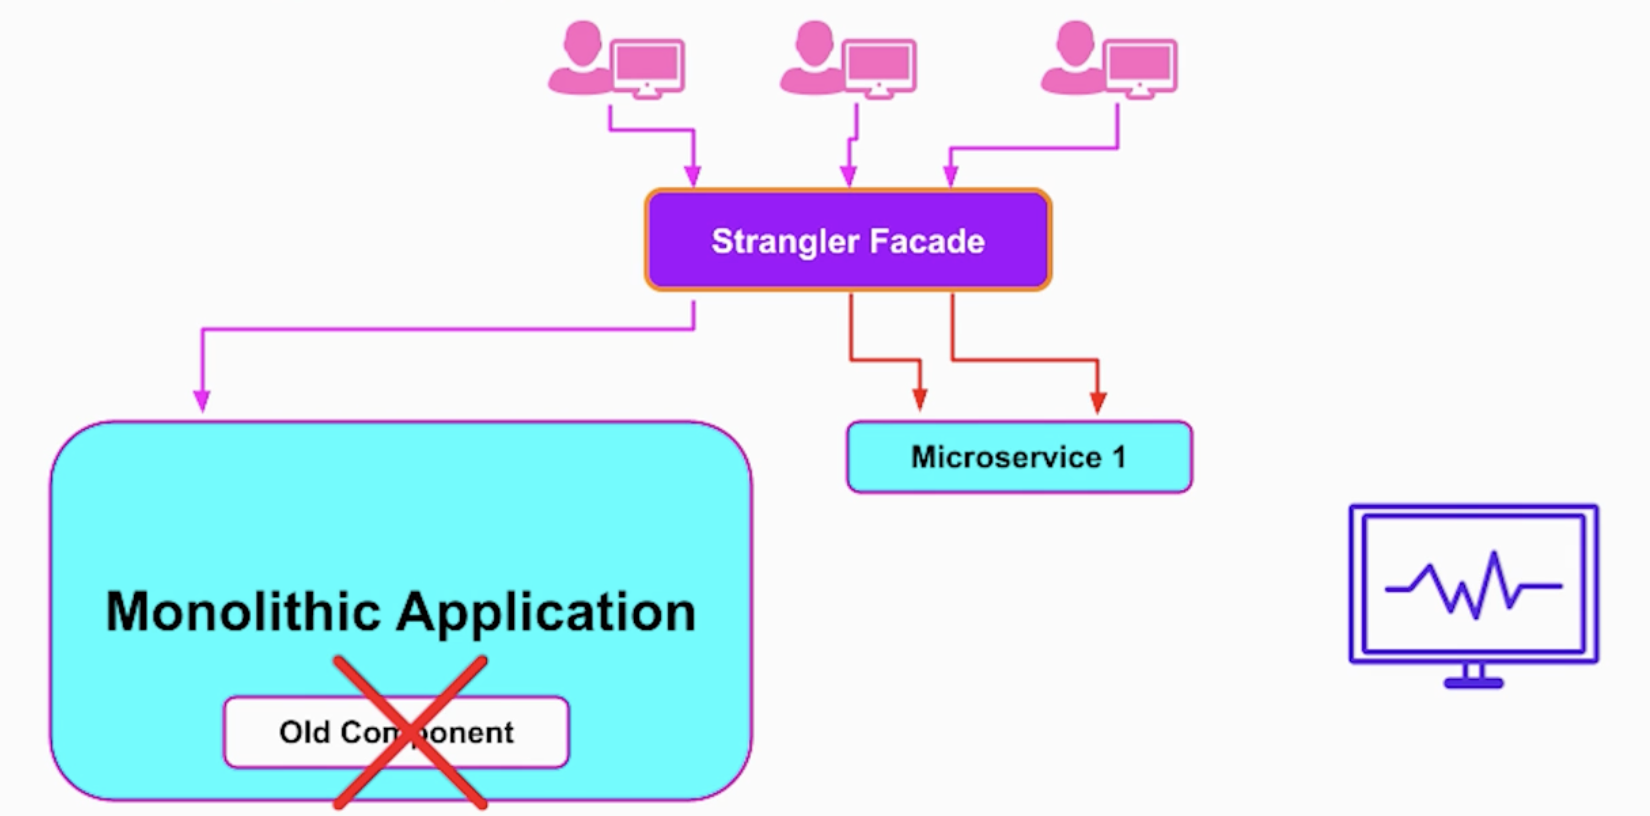 Strangler Facade
Microservice 1
Monolithic Application
Old Component